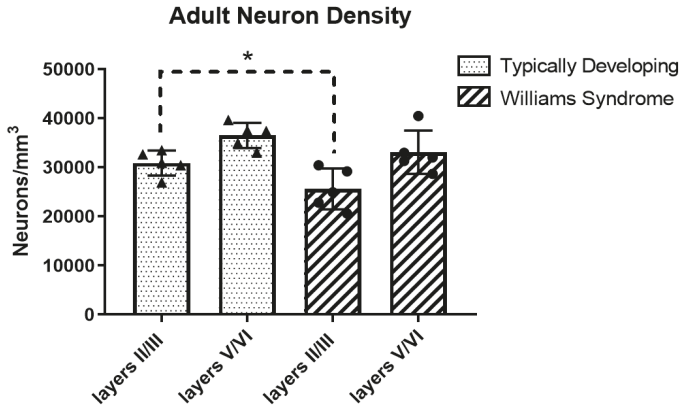 Adult Neuron Density
*
Typically Developing
Williams Syndrome
Neurons/mm³
50000
40000
30000
20000
10000
0
layers II/III
layers V/VI
layers II/III
layers V/VI